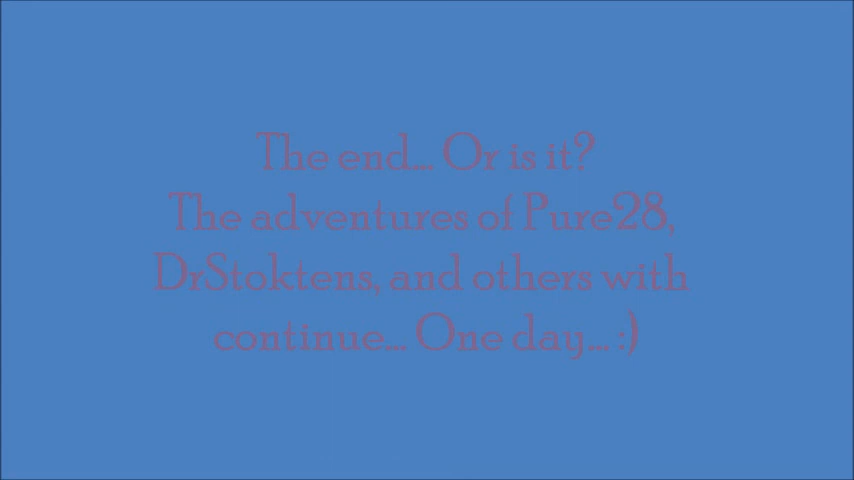 The end... Or is it?
The adventures of Pure28,
DrStoktens, and others with
continue... One day... :)